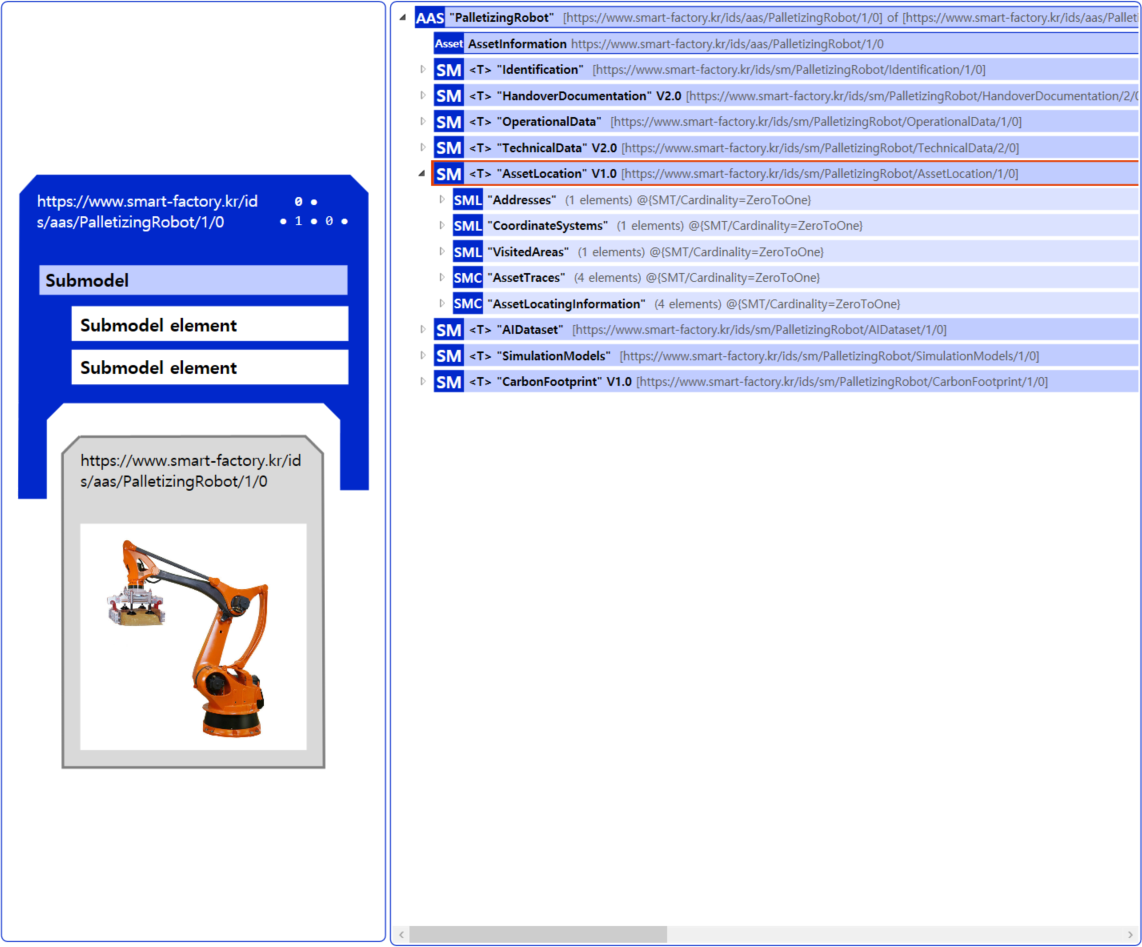 https://www.smart-factory.kr/id
s/aas/PalletizingRobot/1/0
0 ●
● 1 ● 0 ●
Submodel
Submodel element
Submodel element
https://www.smart-factory.kr/id
s/aas/PalletizingRobot/1/0
AAS "PalletizingRobot" [https://www.smart-factory.kr/ids/aas/PalletizingRobot/1/0] of [https://www.smart-factory.kr/ids/aas/Palleti
Asset AssetInformation https://www.smart-factory.kr/ids/aas/PalletizingRobot/1/0
SM <T> "Identification" [https://www.smart-factory.kr/ids/sm/PalletizingRobot/Identification/1/0]
SM <T> "HandoverDocumentation" V2.0 [https://www.smart-factory.kr/ids/sm/PalletizingRobot/HandoverDocumentation/2/0
SM <T> "OperationalData" [https://www.smart-factory.kr/ids/sm/PalletizingRobot/OperationalData/1/0]
SM <T> "TechnicalData" V2.0 [https://www.smart-factory.kr/ids/sm/PalletizingRobot/TechnicalData/2/0]
SM <T> "AssetLocation" V1.0 [https://www.smart-factory.kr/ids/sm/PalletizingRobot/AssetLocation/1/0]
SML "Addresses" (1 elements) @{SMT/Cardinality=ZeroToOne}
SML "CoordinateSystems" (1 elements) @{SMT/Cardinality=ZeroToOne}
SML "VisitedAreas" (1 elements) @{SMT/Cardinality=ZeroToOne}
SMC "AssetTraces" (4 elements) @{SMT/Cardinality=ZeroToOne}
SMC "AssetLocatingInformation" (4 elements) @{SMT/Cardinality=ZeroToOne}
SM <T> "AIDataset" [https://www.smart-factory.kr/ids/sm/PalletizingRobot/AIDataset/1/0]
SM <T> "SimulationModels" [https://www.smart-factory.kr/ids/sm/PalletizingRobot/SimulationModels/1/0]
SM <T> "CarbonFootprint" V1.0 [https://www.smart-factory.kr/ids/sm/PalletizingRobot/CarbonFootprint/1/0]